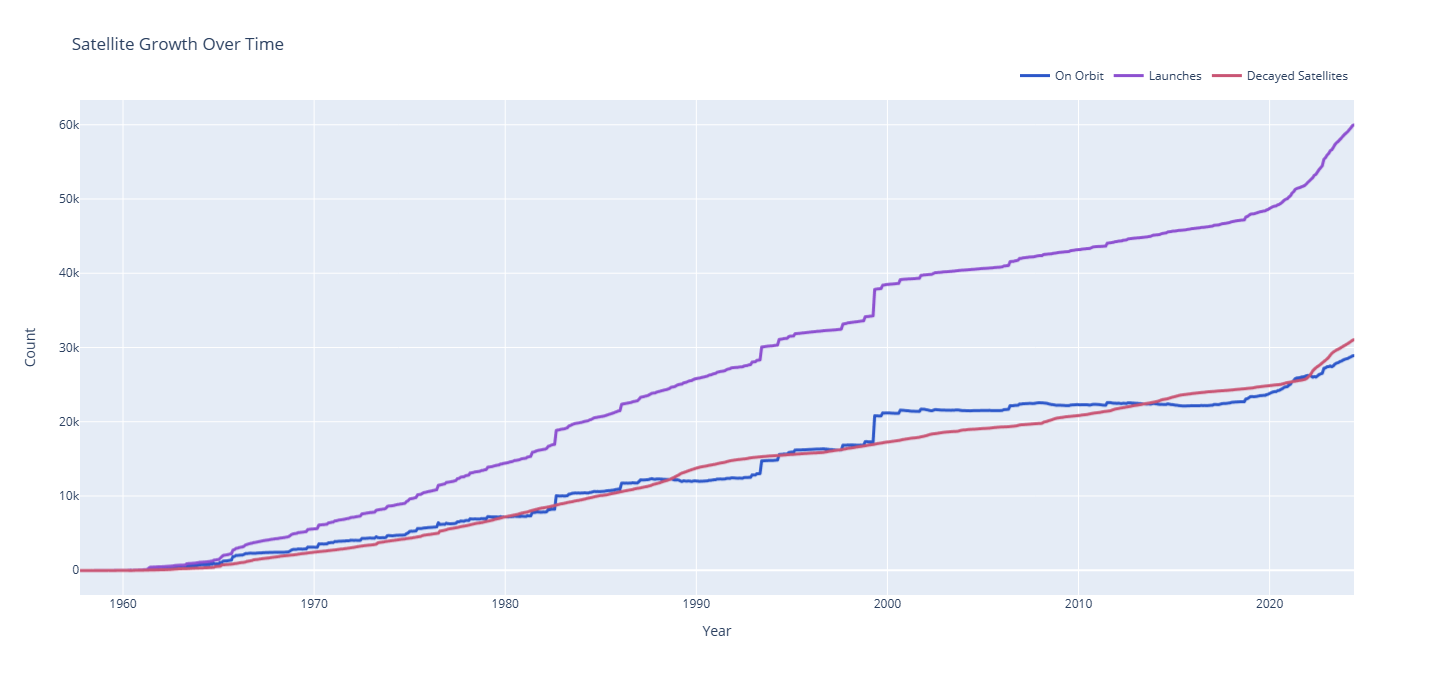 Satellite Growth Over Time
On Orbit Launches Decayed Satellites
60k
50k
40k
30k
20k
10k
0
Count
1960 1970 1980 1990 2000 2010 2020
Year